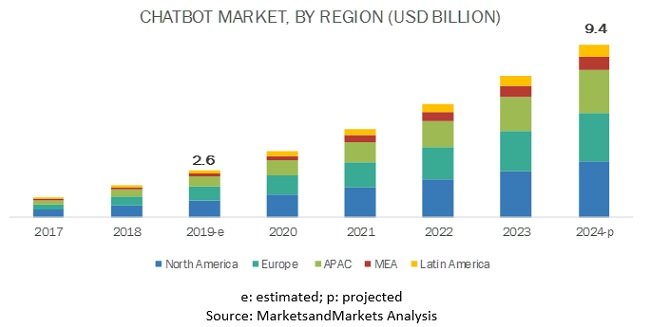 CHATBOT MARKET, BY REGION (USD BILLION)
9.4
2.6
2017 2018 2019-e 2020 2021 2022 2023 2024-p
North America Europe APAC MEA Latin America
e: estimated; p: projected
Source: MarketsandMarkets Analysis